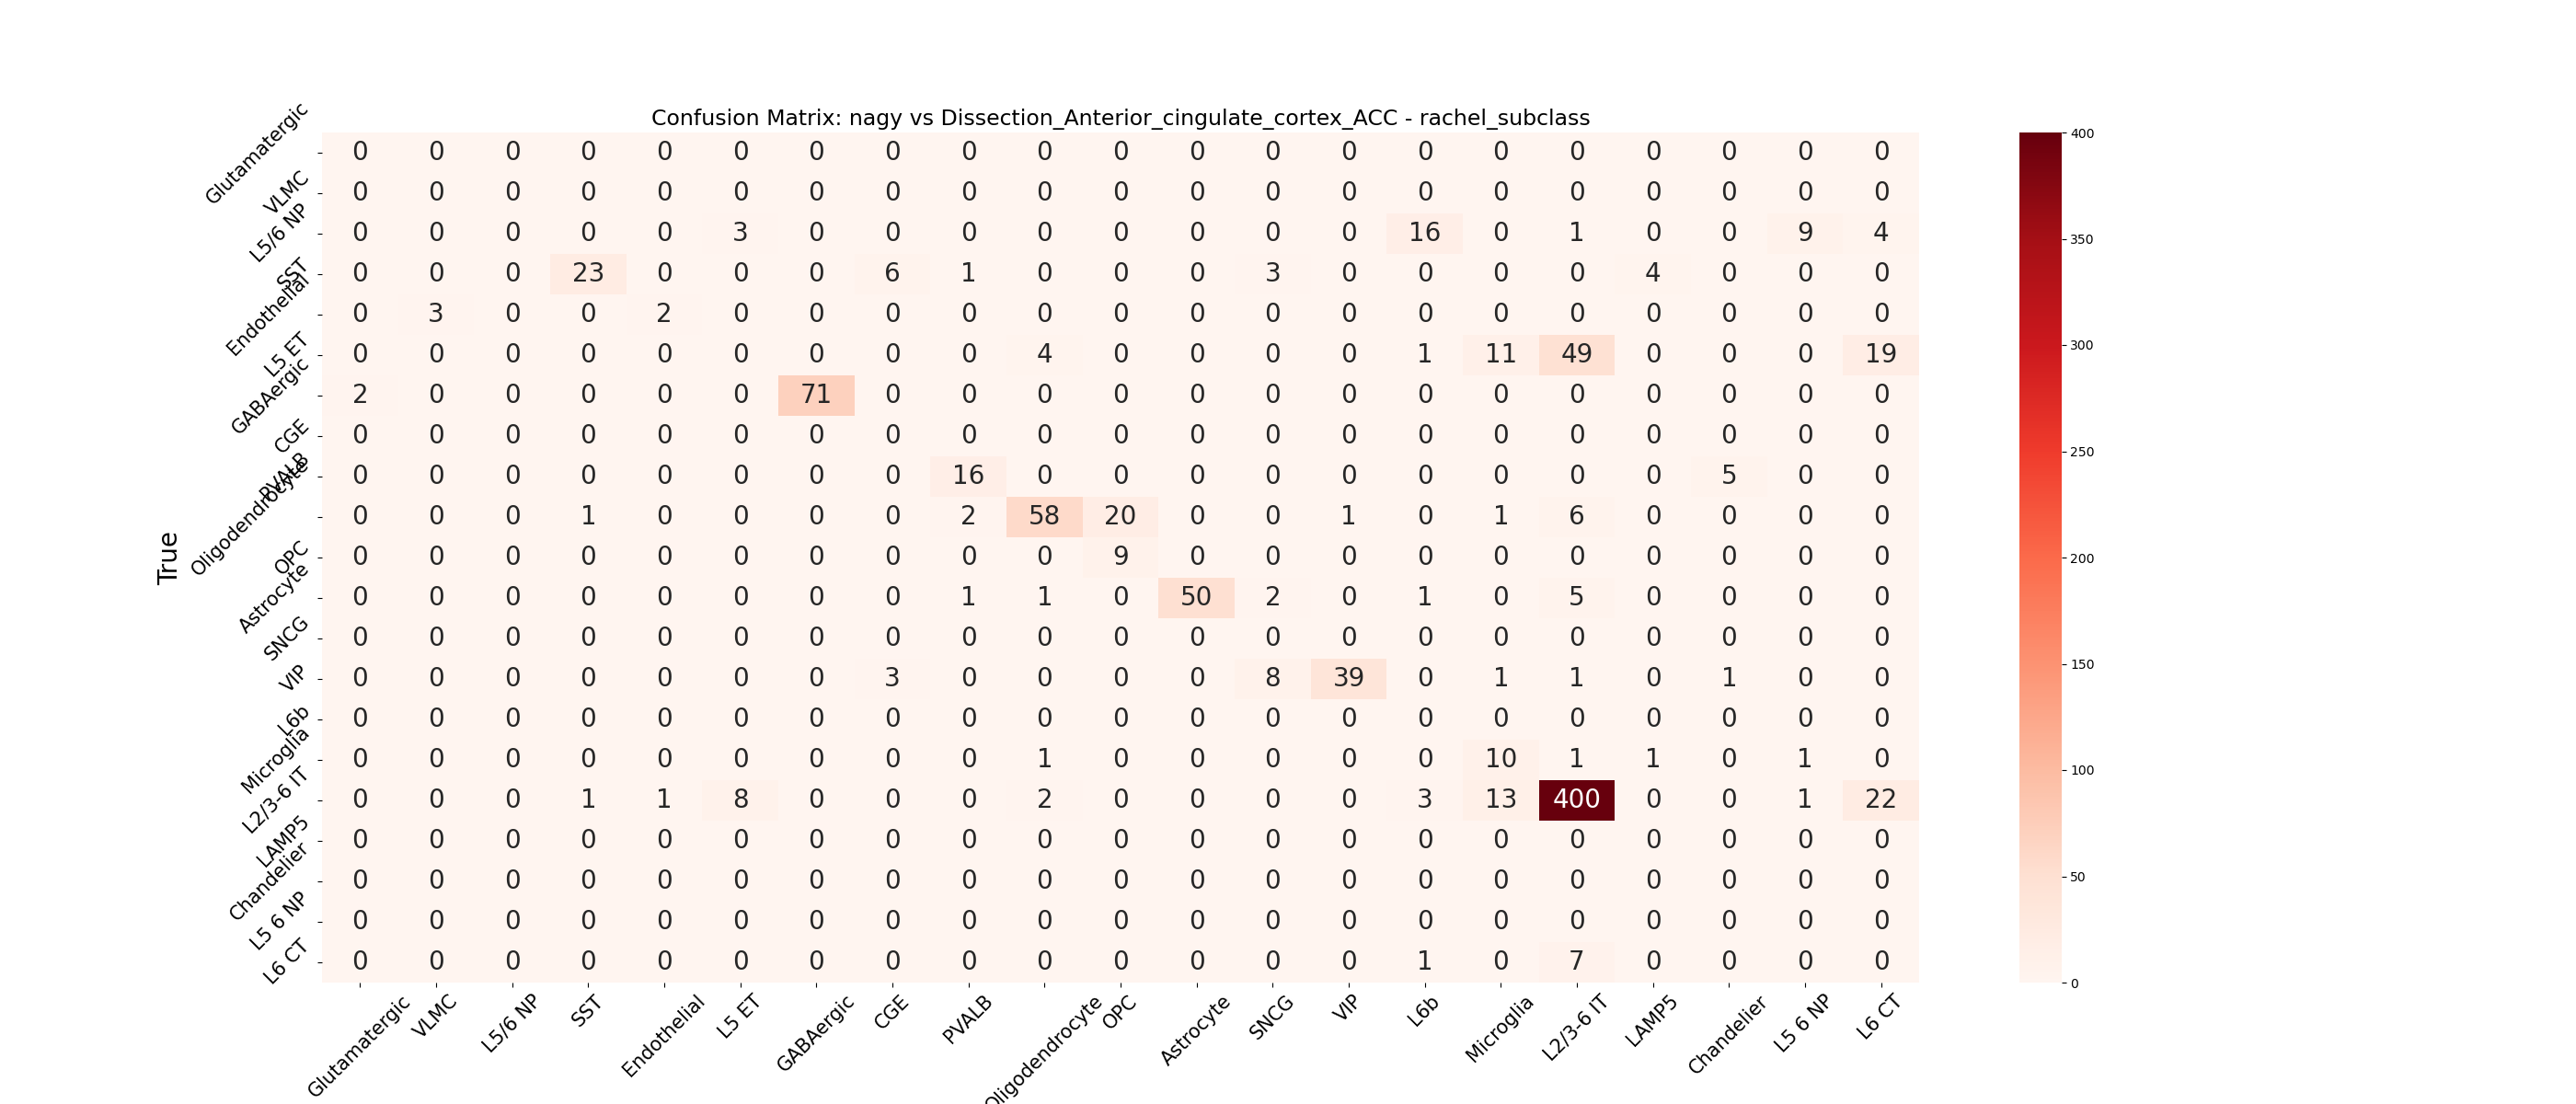 Confusion Matrix: nagy vs Dissection_Anterior_cingulate_cortex_ACC - rachel_subclass
True
Glutamatergic 0 0 0 0 0 0 0 0 0 0 0 0 0 0 0 0 0 0 0 0 0
VLMC 0 0 0 0 0 0 0 0 0 0 0 0 0 0 0 0 0 0 0 0 0
L5/6 NP 0 0 0 0 0 3 0 0 0 0 0 0 0 0 16 0 1 0 0 9 4
SST 0 0 0 23 0 0 0 6 1 0 0 0 3 0 0 0 0 4 0 0 0
Endothelial 0 3 0 0 2 0 0 0 0 0 0 0 0 0 0 0 0 0 0 0 0
L5 ET 0 0 0 0 0 0 0 0 0 4 0 0 0 0 1 11 49 0 0 0 19
GABAergic 2 0 0 0 0 0 71 0 0 0 0 0 0 0 0 0 0 0 0 0 0
CGE 0 0 0 0 0 0 0 0 0 0 0 0 0 0 0 0 0 0 0 0 0
PVALB 0 0 0 0 0 0 0 0 16 0 0 0 0 0 0 0 0 0 5 0 0
Oligodendrocyte 0 0 0 1 0 0 0 0 2 58 20 0 0 1 0 1 6 0 0 0 0
OPC 0 0 0 0 0 0 0 0 0 0 9 0 0 0 0 0 0 0 0 0 0
Astrocyte 0 0 0 0 0 0 0 0 1 1 0 50 2 0 1 0 5 0 0 0 0
SNCG 0 0 0 0 0 0 0 0 0 0 0 0 0 0 0 0 0 0 0 0 0
VIP 0 0 0 0 0 0 0 3 0 0 0 0 8 39 0 1 1 0 1 0 0
L6b 0 0 0 0 0 0 0 0 0 0 0 0 0 0 0 0 0 0 0 0 0
Microglia 0 0 0 0 0 0 0 0 0 1 0 0 0 0 0 10 1 1 0 1 0
L2/3-6 IT 0 0 0 1 1 8 0 0 0 2 0 0 0 0 3 13 400 0 0 1 22
LAMP5 0 0 0 0 0 0 0 0 0 0 0 0 0 0 0 0 0 0 0 0 0
Chandelier 0 0 0 0 0 0 0 0 0 0 0 0 0 0 0 0 0 0 0 0 0
L5 6 NP 0 0 0 0 0 0 0 0 0 0 0 0 0 0 0 0 0 0 0 0 0
L6 CT 0 0 0 0 0 0 0 0 0 0 0 0 0 0 1 0 7 0 0 0 0
Glutamatergic VLMC L5/6 NP SST Endothelial L5 ET GABAergic CGE PVALB Oligodendrocyte OPC Astrocyte SNCG VIP L6b Microglia L2/3-6 IT LAMP5 Chandelier L5 6 NP L6 CT
400
350
300
250
200
150
100
50
0